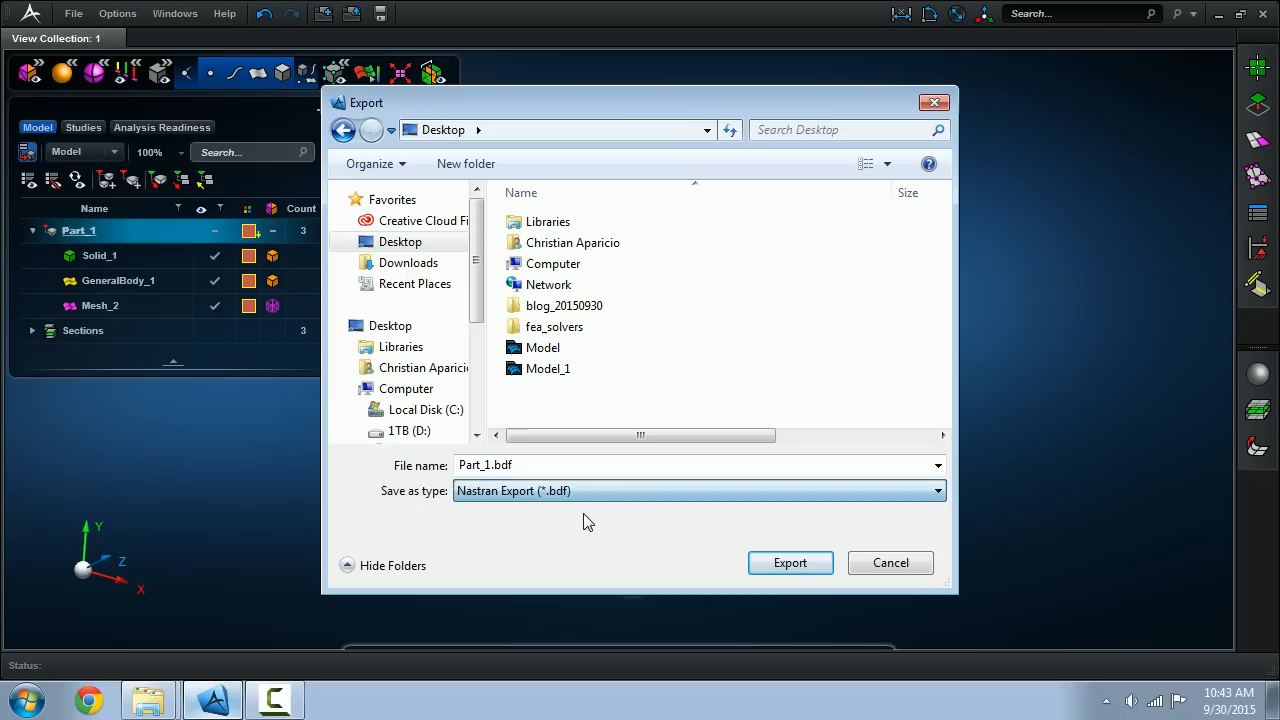 File Options Windows Help Search...
View Collection: 1
Export
Desktop Search Desktop
Organize New folder
Model Studies Analysis Readiness
Model 100% Search...
Name Count
Part_1 3
Solid_1
GeneralBody_1
Mesh_2
Sections 3
Favorites
Creative Cloud Fi
Desktop
Downloads
Recent Places
Desktop
Libraries
Christian Aparici
Computer
Local Disk (C:)
1TB (D:)
Name Size
Libraries
Christian Aparicio
Computer
Network
blog_20150930
fea_solvers
Model
Model_1
File name: Part_1.bdf
Save as type: Nastran Export (*.bdf)
Hide Folders Export Cancel
Y
Z
X
Status:
10:43 AM
9/30/2015